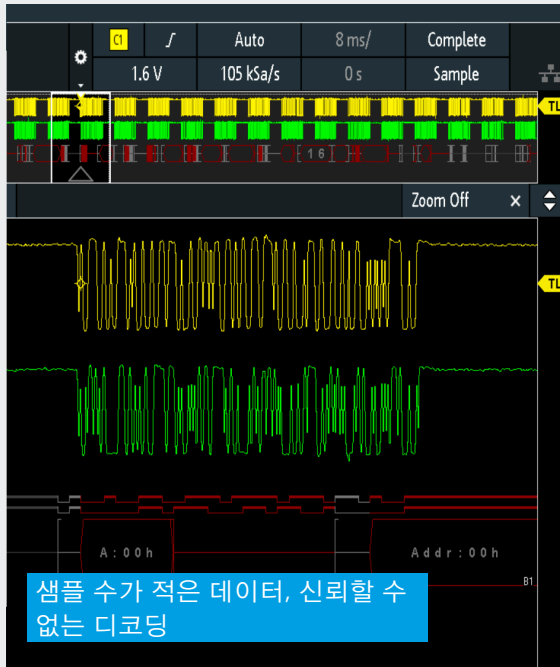 C1 Auto 8 ms/ Complete
1.6 V 105 kSa/s 0 s Sample
TL
16
Zoom Off ×
TL
A:00h Addr:00h
B1
샘플 수가 적은 데이터, 신뢰할 수
없는 디코딩